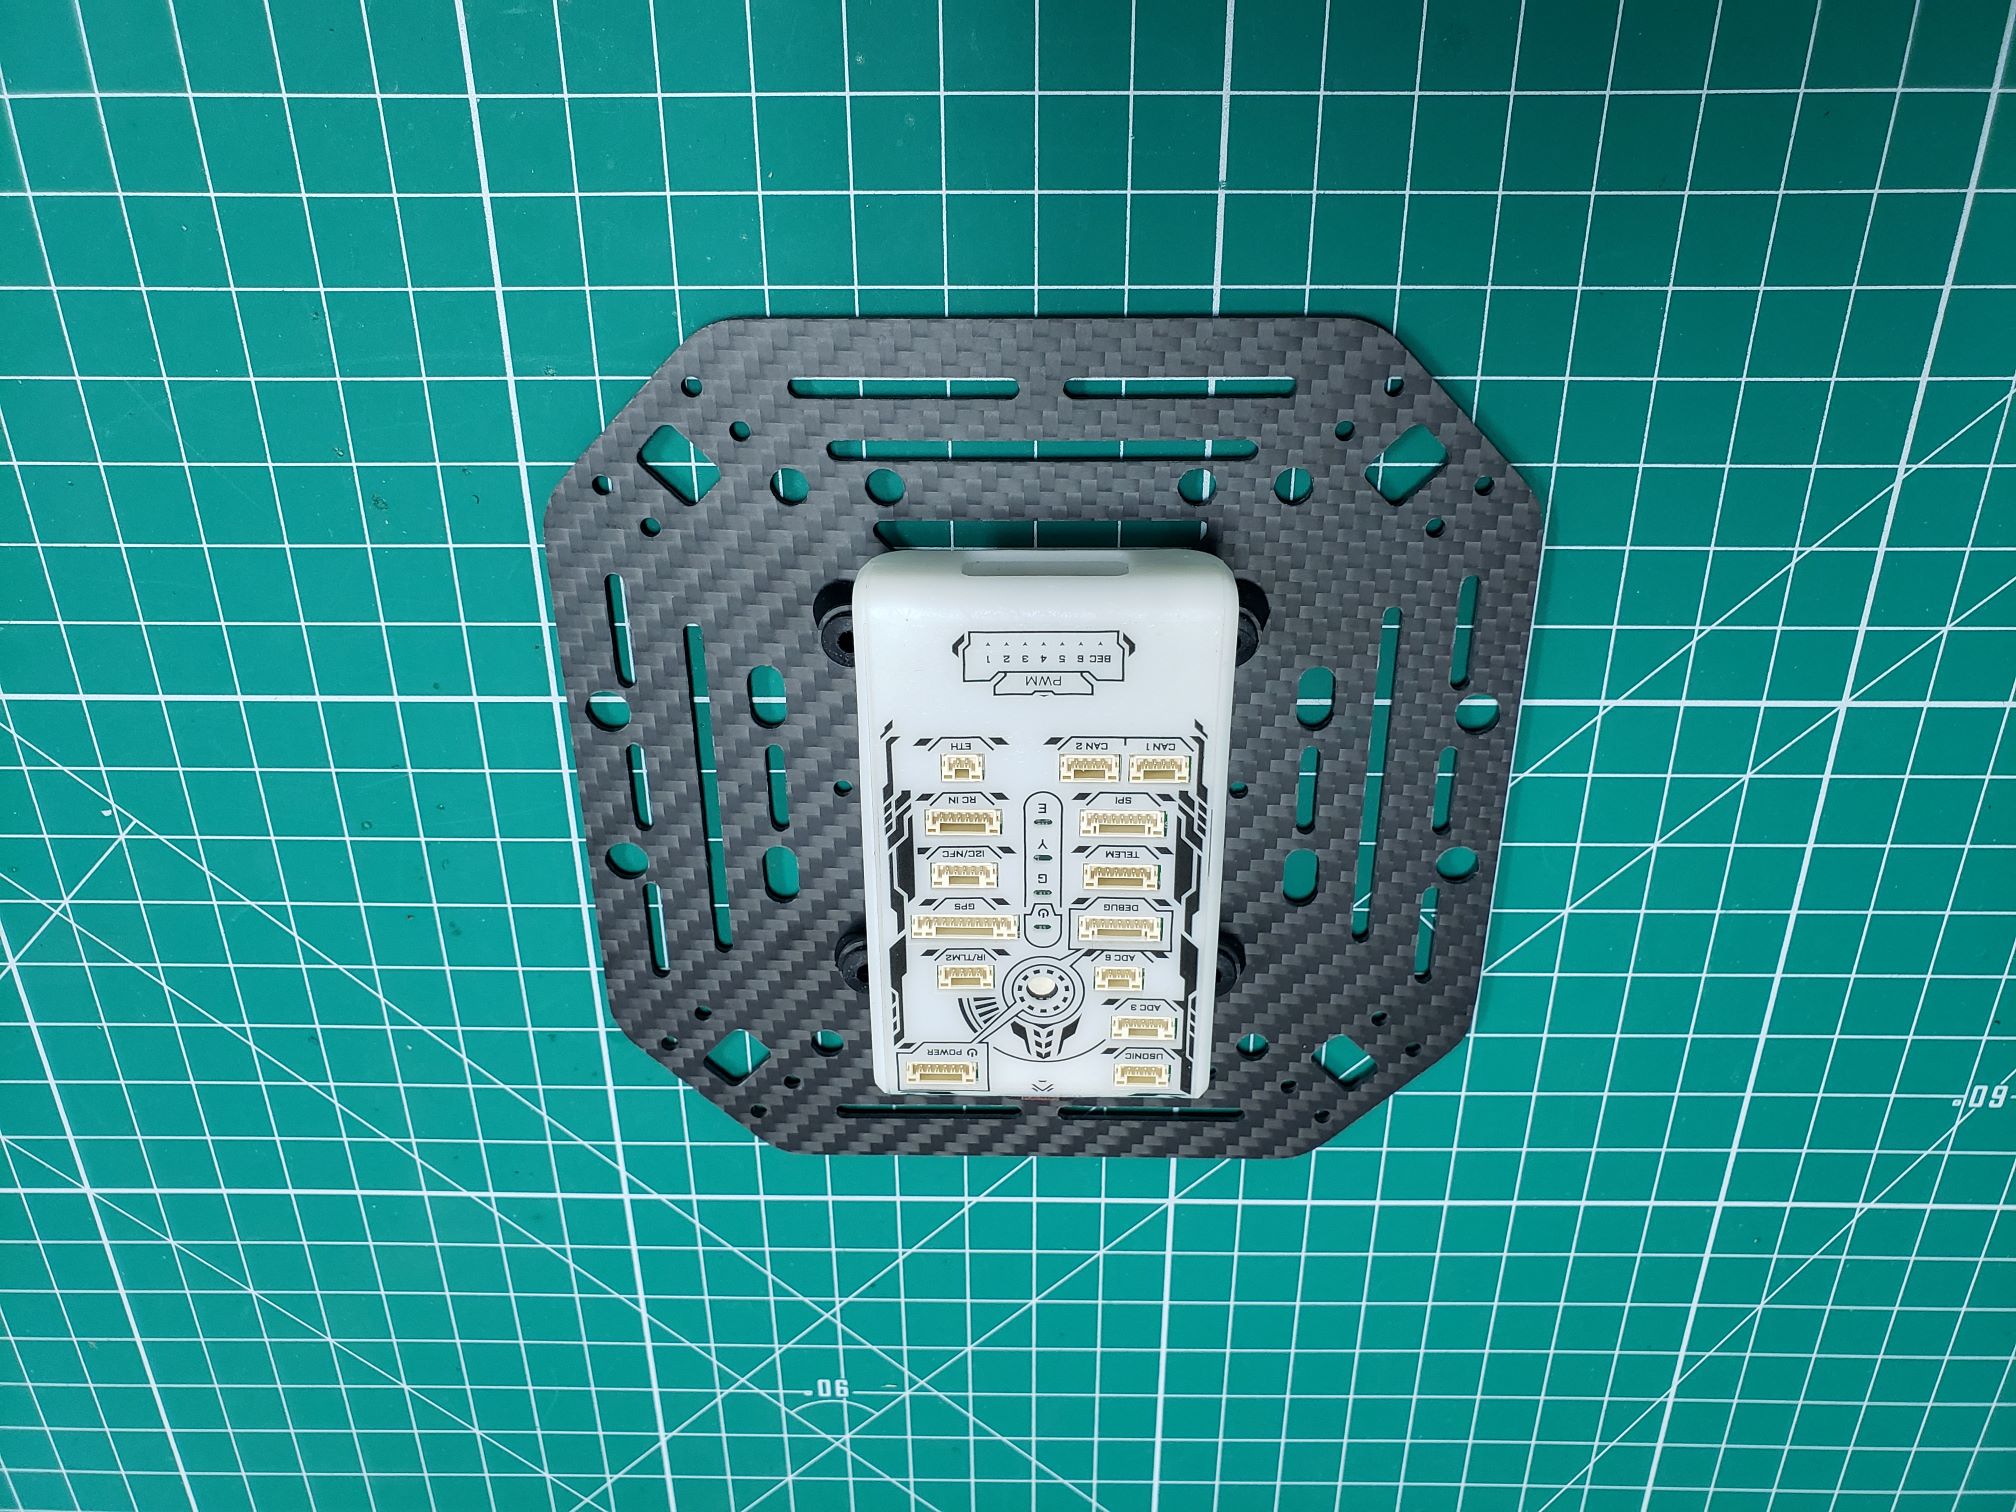 90°
60°
USONIC
POWER
ADC 3
ADC 6
IR/TLM2
DEBUG
GPS
G
TELEM
I2C/NFC
Y
SPI
E
RC IN
CAN 1
CAN 2
ETH
PWM
BEC 6 5 4 3 2 1